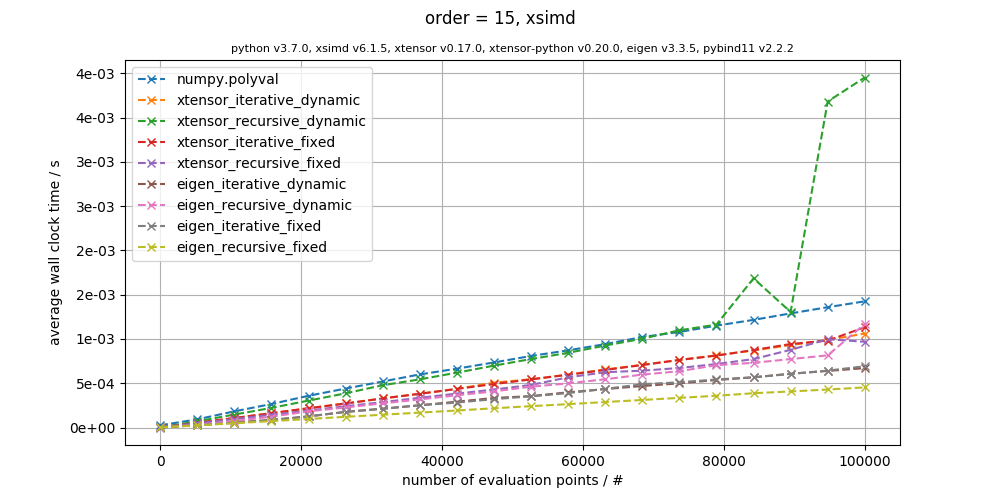 order = 15, xsimd
python v3.7.0, xsimd v6.1.5, xtensor v0.17.0, xtensor-python v0.20.0, eigen v3.3.5, pybind11 v2.2.2
numpy.polyval
xtensor_iterative_dynamic
xtensor_recursive_dynamic
xtensor_iterative_fixed
xtensor_recursive_fixed
eigen_iterative_dynamic
eigen_recursive_dynamic
eigen_iterative_fixed
eigen_recursive_fixed
average wall clock time / s
4e-03
4e-03
3e-03
3e-03
2e-03
2e-03
1e-03
5e-04
0e+00
0 20000 40000 60000 80000 100000
number of evaluation points / #